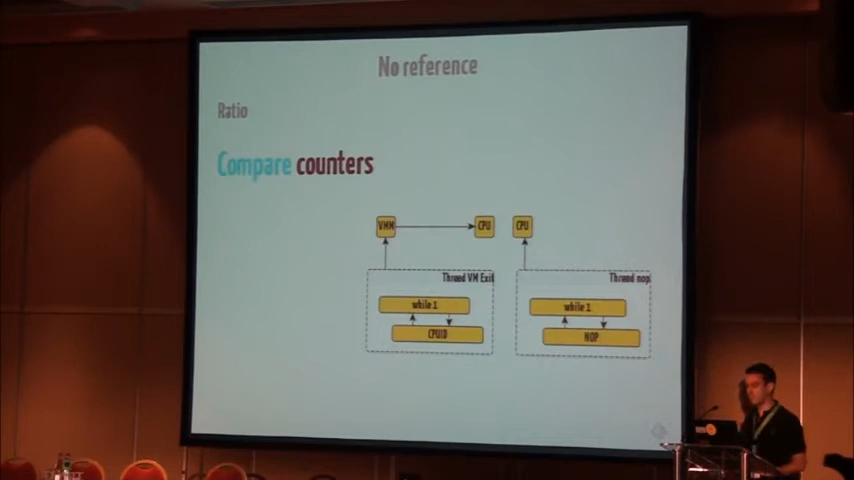 No reference
Ratio
Compare counters
VMM
CPU
CPU
Thread VM Exit
Thread nop
while 1
while 1
CPUID
NOP